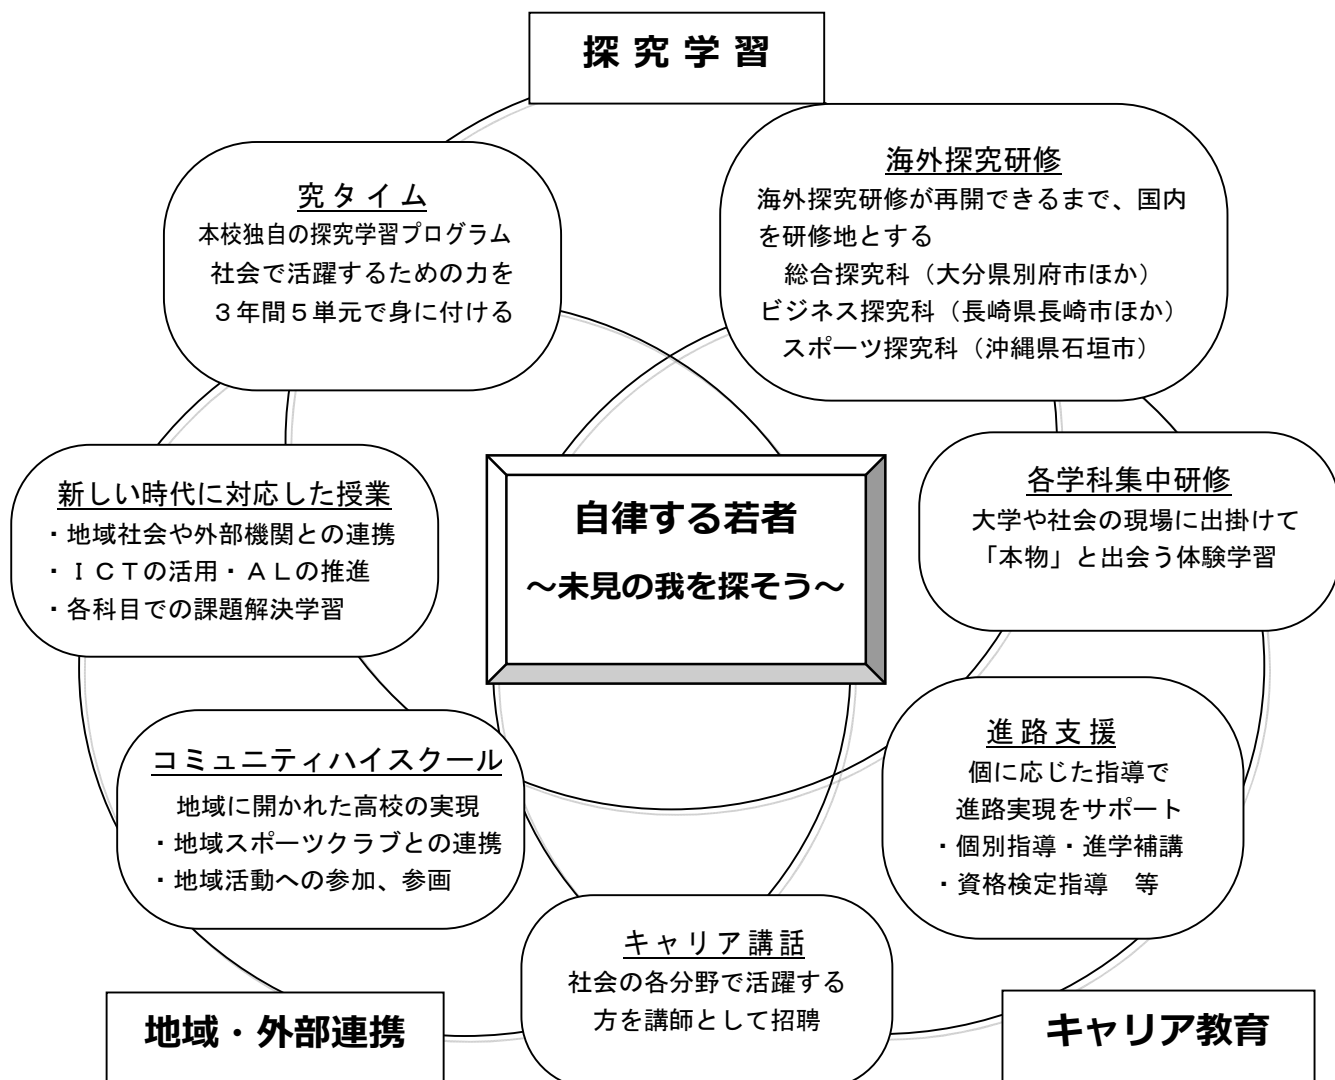 探究学習
究タイム
本校独自の探究学習プログラム
社会で活躍するための力を
３年間５単元で身に付ける
海外探究研修
海外探究研修が再開できるまで、国内
を研修地とする
総合探究科（大分県別府市ほか）
ビジネス探究科（長崎県長崎市ほか）
スポーツ探究科（沖縄県石垣市）
新しい時代に対応した授業
・地域社会や外部機関との連携
・ＩＣＴの活用・ＡＬの推進
・各科目での課題解決学習
自律する若者
～未見の我を探そう～
各学科集中研修
大学や社会の現場に出掛けて
「本物」と出会う体験学習
コミュニティハイスクール
地域に開かれた高校の実現
・地域スポーツクラブとの連携
・地域活動への参加、参画
進路支援
個に応じた指導で
進路実現をサポート
・個別指導・進学補講
・資格検定指導　等
キャリア講話
社会の各分野で活躍する
方を講師として招聘
地域・外部連携
キャリア教育